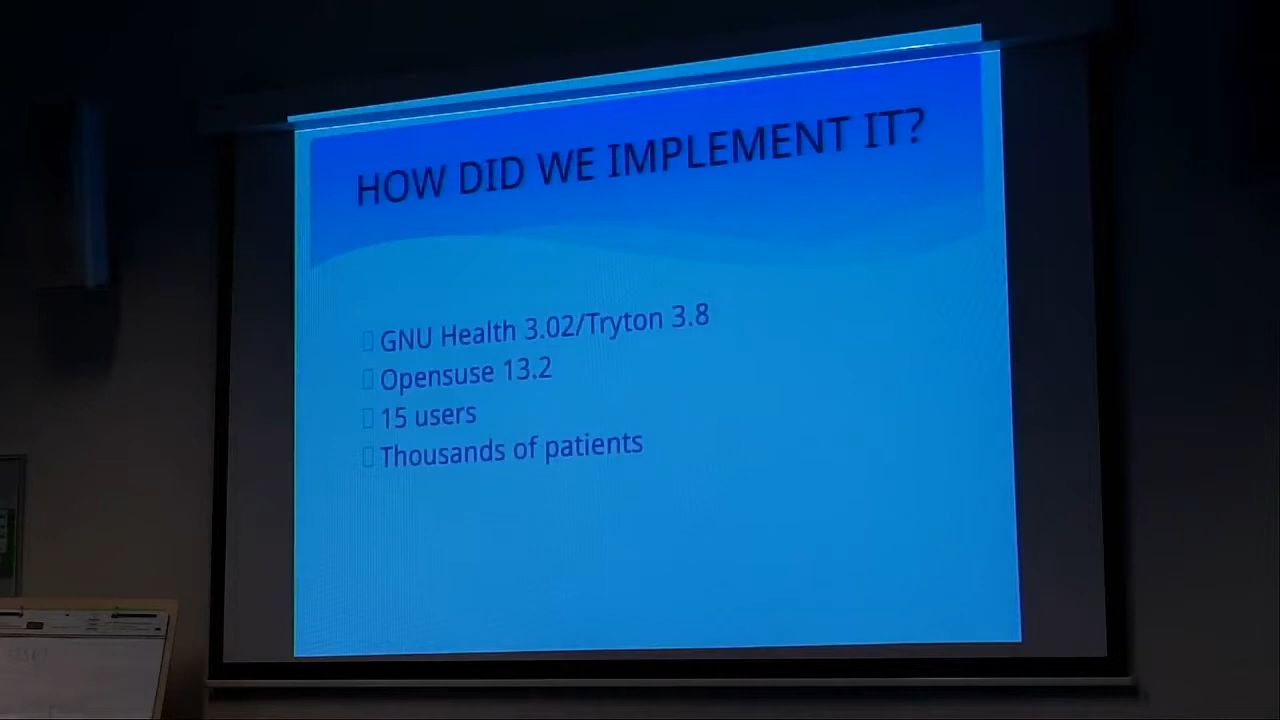 HOW DID WE IMPLEMENT IT?
GNU Health 3.02/Tryton 3.8
Opensuse 13.2
15 users
Thousands of patients